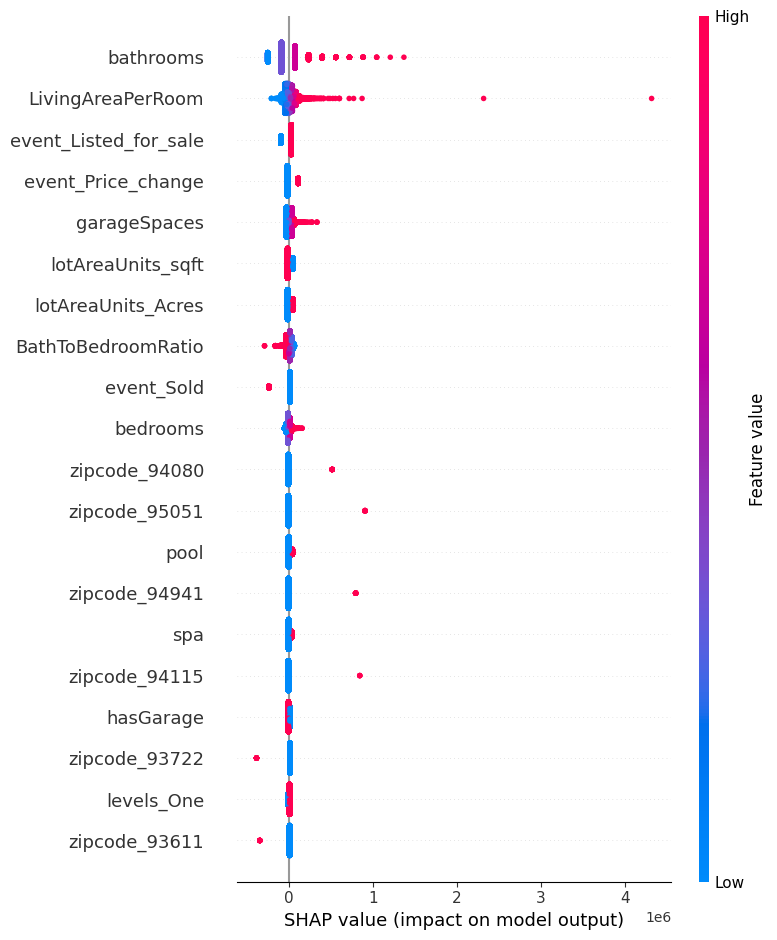 High
bathrooms
LivingAreaPerRoom
event_Listed_for_sale
event_Price_change
garageSpaces
lotAreaUnits_sqft
lotAreaUnits_Acres
BathToBedroomRatio
event_Sold
bedrooms
zipcode_94080
zipcode_95051
pool
zipcode_94941
spa
zipcode_94115
hasGarage
zipcode_93722
levels_One
zipcode_93611
Feature value
Low
0 1 2 3 4
1e6
SHAP value (impact on model output)